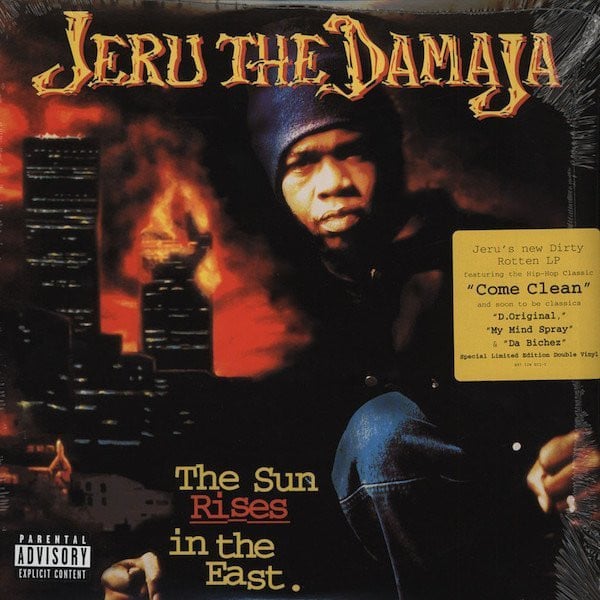 JERU THE DAMAJA
Jeru's new Dirty
Rotten LP
featuring the Hip-Hop Classic
"Come Clean"
and soon to be classics
"D.Original,"
"My Mind Spray"
& "Da Bichez"
Special Limited Edition Double Vinyl
The Sun
Rises
in the
East.
PARENTAL
ADVISORY
EXPLICIT CONTENT